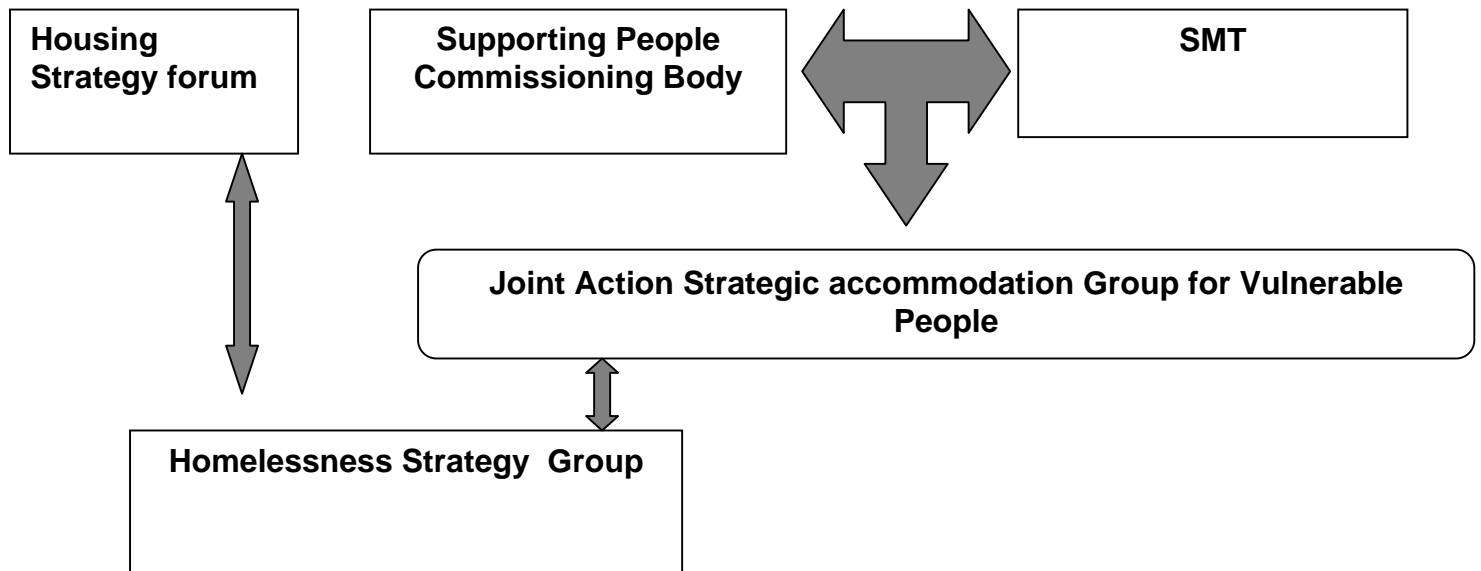 Housing
Strategy forum
Supporting People
Commissioning Body
SMT
Joint Action Strategic accommodation Group for Vulnerable
People
Homelessness Strategy  Group